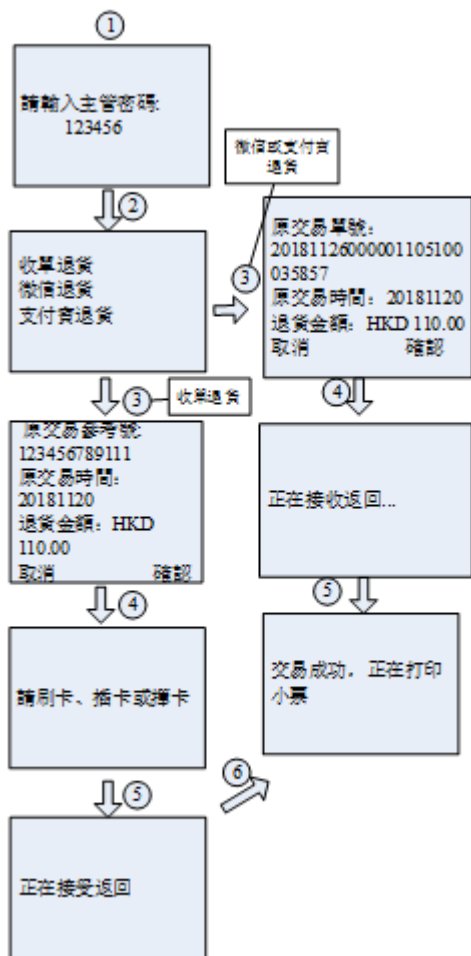 ①
請輸入主管密碼:
123456
②
收單退貨
微信退貨
支付寶退貨
微信或支付寶
退貨
③
原交易單號：
20181126000001105100
035857
原交易時間：20181120
退貨金額：HKD 110.00
取消 確認
③
收單退貨
原交易參考號:
123456789111
原交易時間：
20181120
退貨金額：HKD
110.00
取消 確認
④
正在接收返回...
④
請刷卡、插卡或揮卡
⑤
交易成功，正在打印
小票
⑤
⑥
正在接受返回